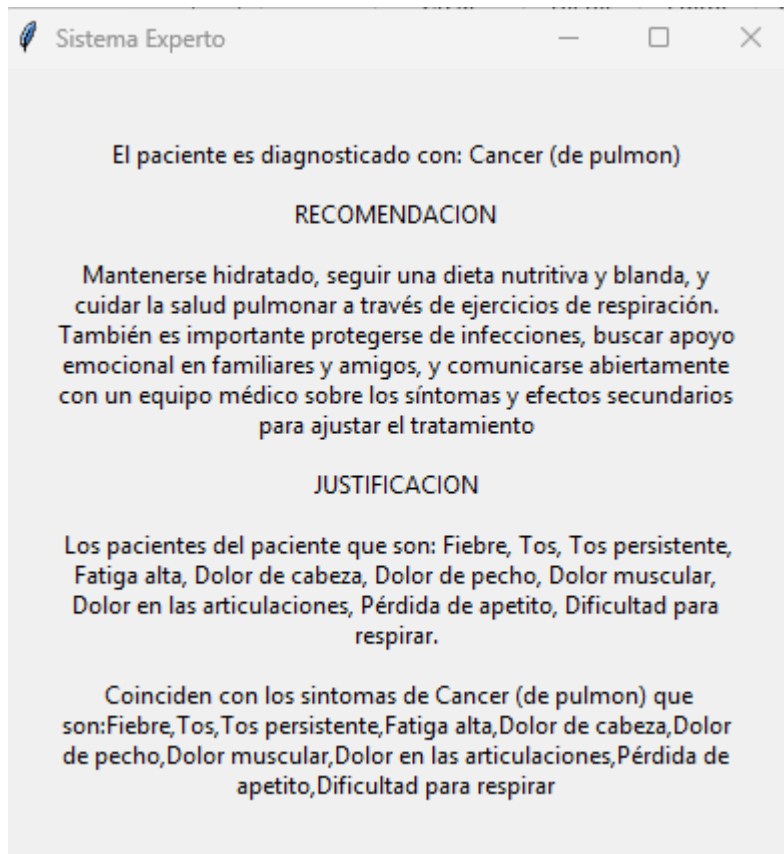 Sistema Experto
El paciente es diagnosticado con: Cancer (de pulmon)
RECOMENDACION
Mantenerse hidratado, seguir una dieta nutritiva y blanda, y
cuidar la salud pulmonar a través de ejercicios de respiración.
También es importante protegerse de infecciones, buscar apoyo
emocional en familiares y amigos, y comunicarse abiertamente
con un equipo médico sobre los síntomas y efectos secundarios
para ajustar el tratamiento
JUSTIFICACION
Los pacientes del paciente que son: Fiebre, Tos, Tos persistente,
Fatiga alta, Dolor de cabeza, Dolor de pecho, Dolor muscular,
Dolor en las articulaciones, Pérdida de apetito, Dificultad para
respirar.
Coinciden con los sintomas de Cancer (de pulmon) que
son:Fiebre,Tos,Tos persistente,Fatiga alta,Dolor de cabeza,Dolor
de pecho,Dolor muscular,Dolor en las articulaciones,Pérdida de
apetito,Dificultad para respirar